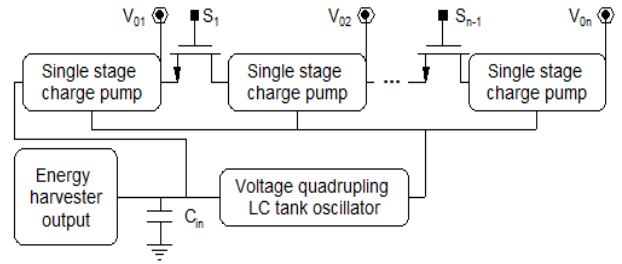 V01 S1 V02 Sn-1 V0n
Single stage
charge pump
Single stage
charge pump
...
Single stage
charge pump
Energy
harvester
output
Cin
Voltage quadrupling
LC tank oscillator